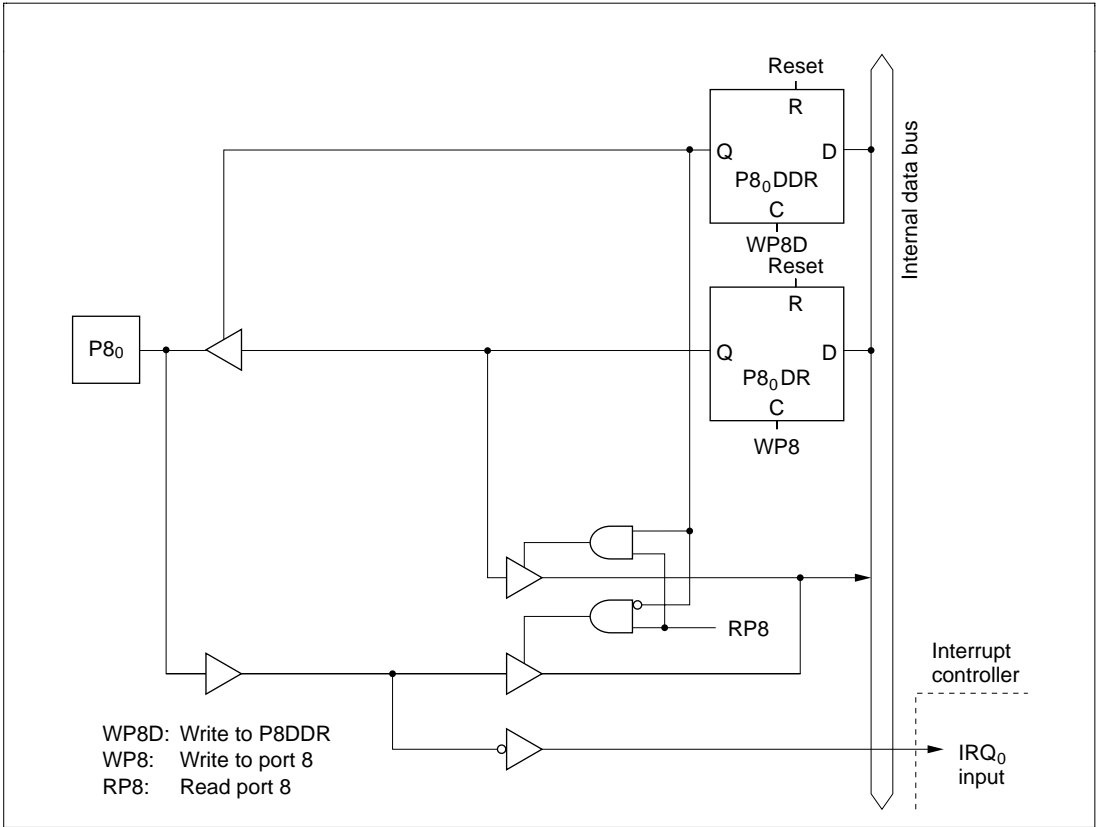 Reset
R
Q D
P8₀DDR
C
WP8D
Reset
R
Q D
P8₀DR
C
WP8
Internal data bus
P8₀
RP8
Interrupt
controller
IRQ₀
input
WP8D: Write to P8DDR
WP8: Write to port 8
RP8: Read port 8